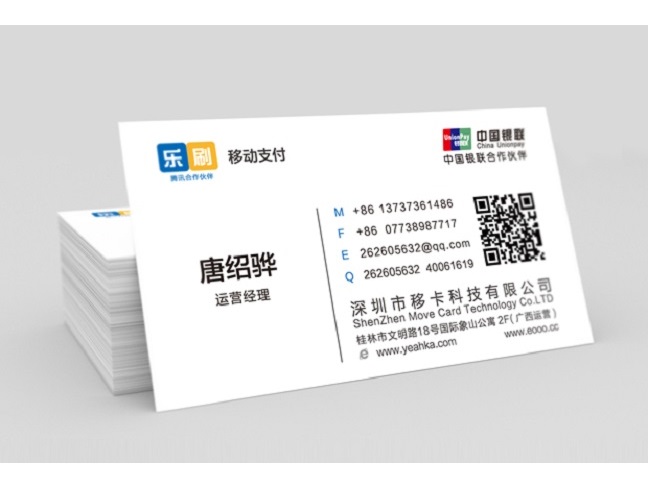 乐刷 移动支付
腾讯合作伙伴
UnionPay 银联 中国银联
China Unionpay
中国银联合作伙伴
唐绍骅
运营经理
M +86 13737361486
F +86 07738987717
E 262605632@qq.com
Q 262605632 40061619
深圳市移卡科技有限公司
ShenZhen Move Card Technology Co.LTD
桂林市文明路18号国际象山公寓 2F(广西运营)
www.yeahka.com